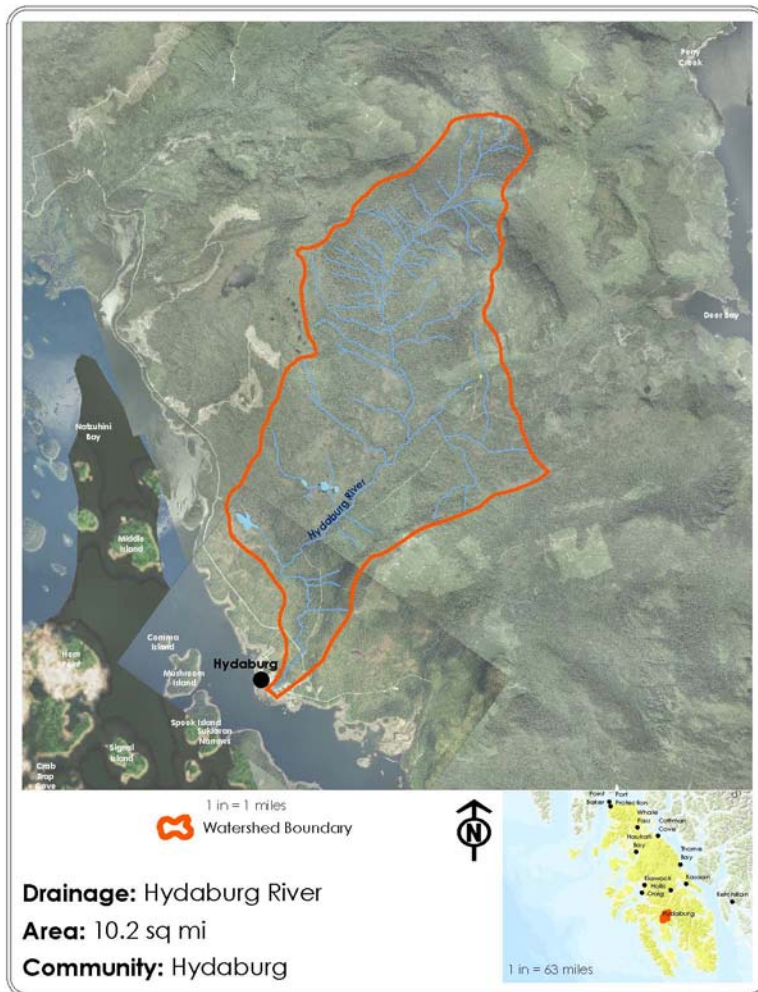 Perry
Creek
Deer Bay
Natzuhini
Bay
Hydaburg River
Middle
Island
Comma
Island
Hydaburg
Mushroom
Island
Spook Island
Sukkwan
Narrows
Signal
Island
Crab
Trap
Cove
1 in = 1 miles
Watershed Boundary
N
Drainage: Hydaburg River
Area: 10.2 sq mi
Community: Hydaburg
Point
Baker
Port
Protection
Whale
Pass
Coffman
Cove
Naukati
Bay
Thorne
Bay
Klawock
Hollis
Kasaan
Craig
Ketchikan
Hydaburg
1 in = 63 miles